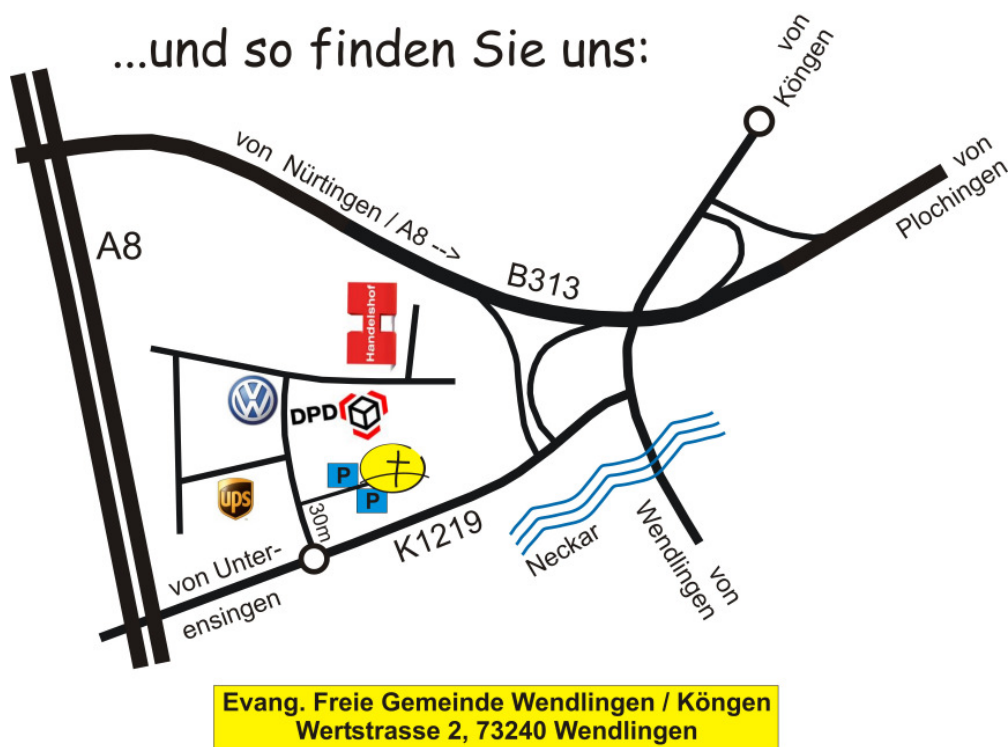 ...und so finden Sie uns:
von
Köngen
von
Plochingen
von Nürtingen / A8 -->
A8
B313
Handelshof
VW
DPD
P
P
ups
30m
K1219
Neckar
von
Wendlingen
von Unter-
ensingen
Evang. Freie Gemeinde Wendlingen / Köngen
Wertstrasse 2, 73240 Wendlingen